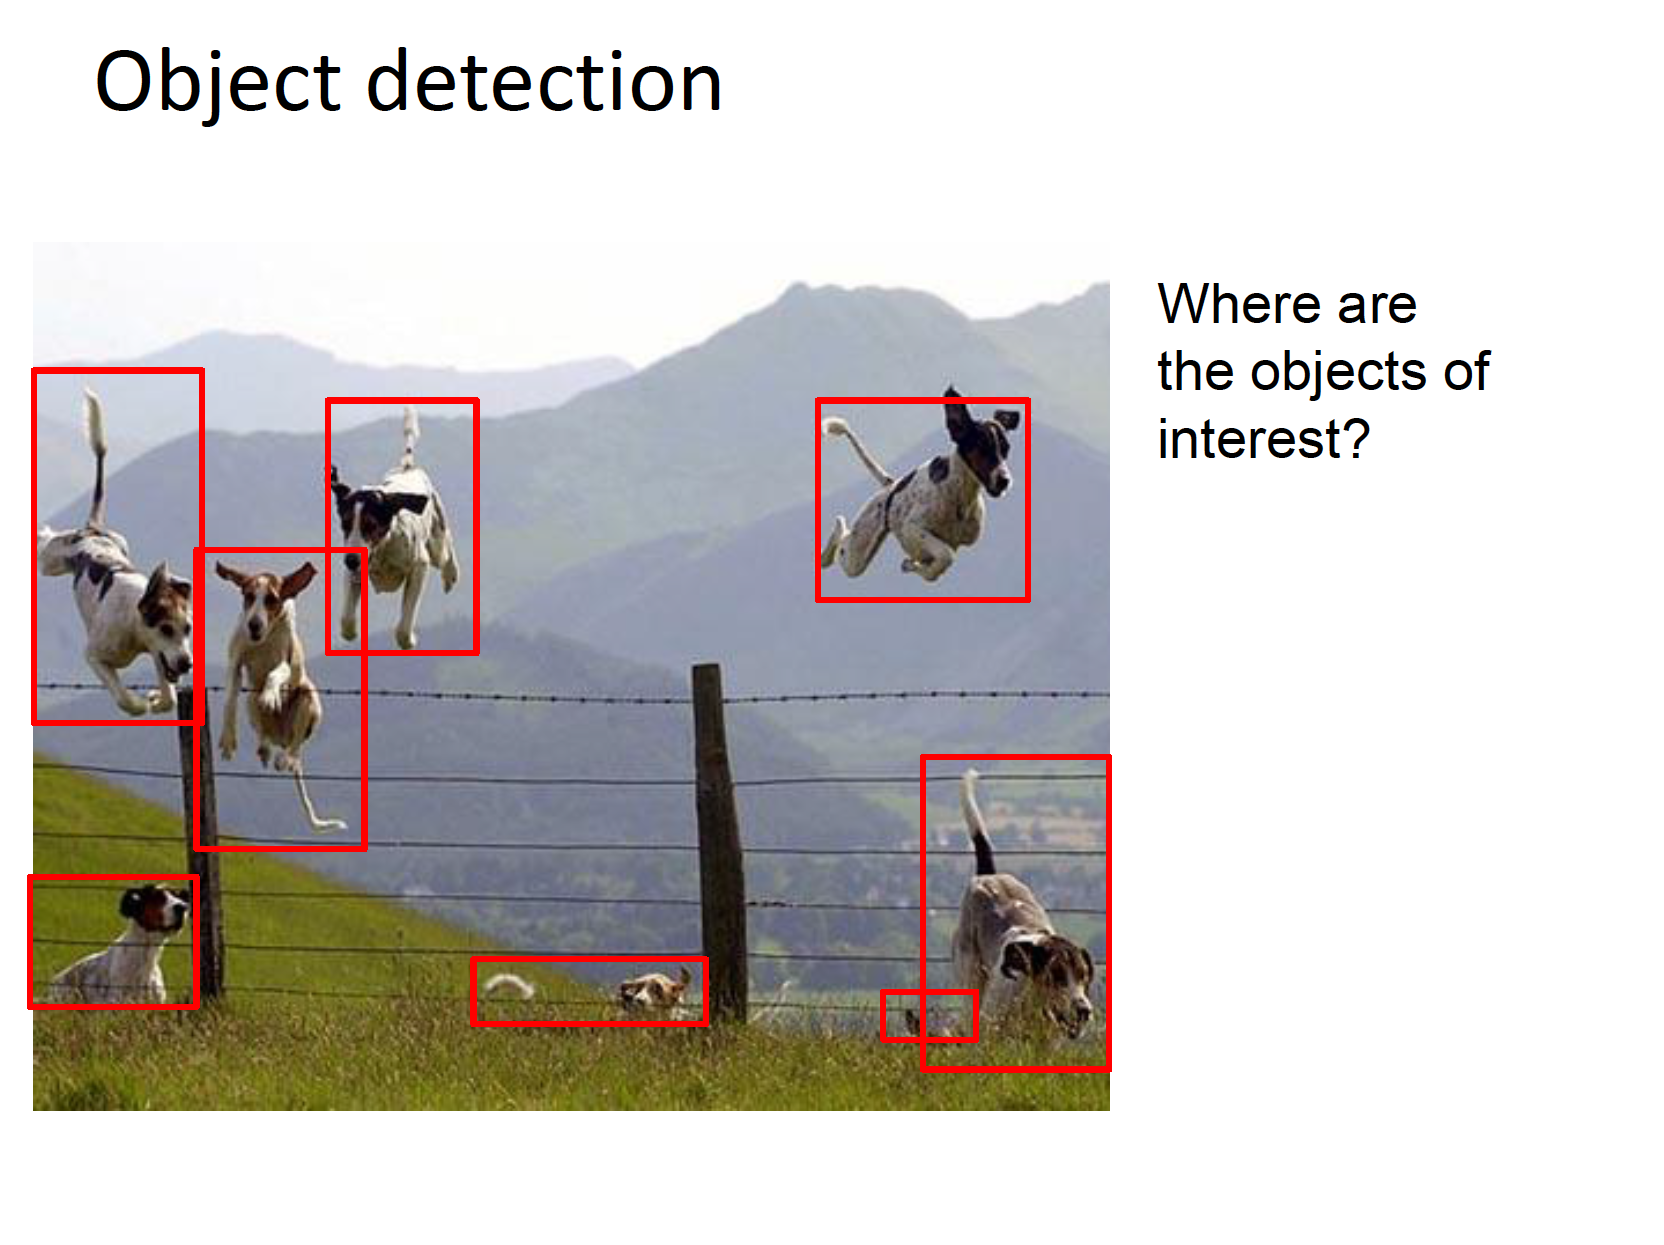 Object detection
Where are
the objects of
interest?